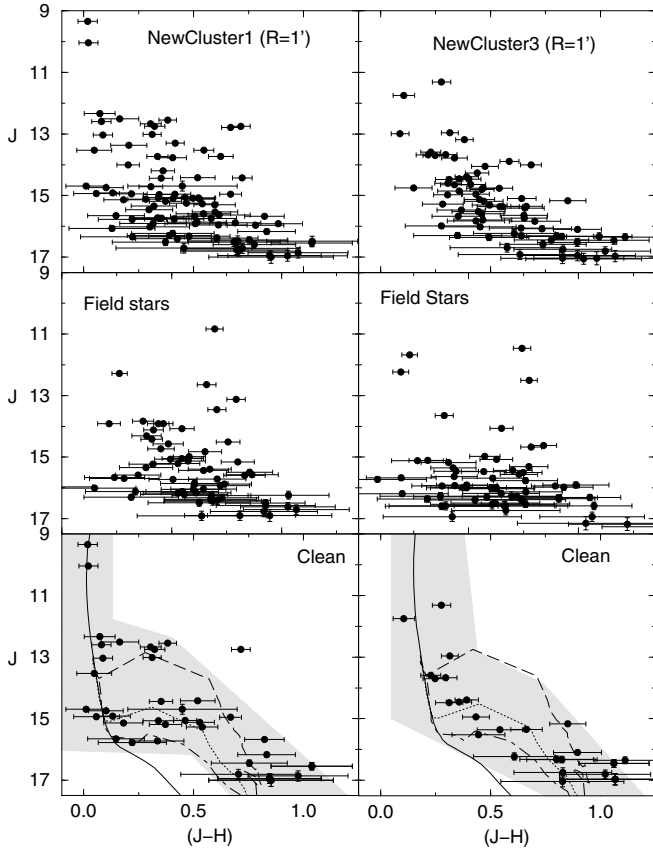 9
11
J
13
15
17
NewCluster1 (R=1')
NewCluster3 (R=1')
9
11
J
13
15
17
Field stars
Field Stars
9
11
J
13
15
17
Clean
Clean
0.0 0.5 1.0 0.0 0.5 1.0
(J−H) (J−H)